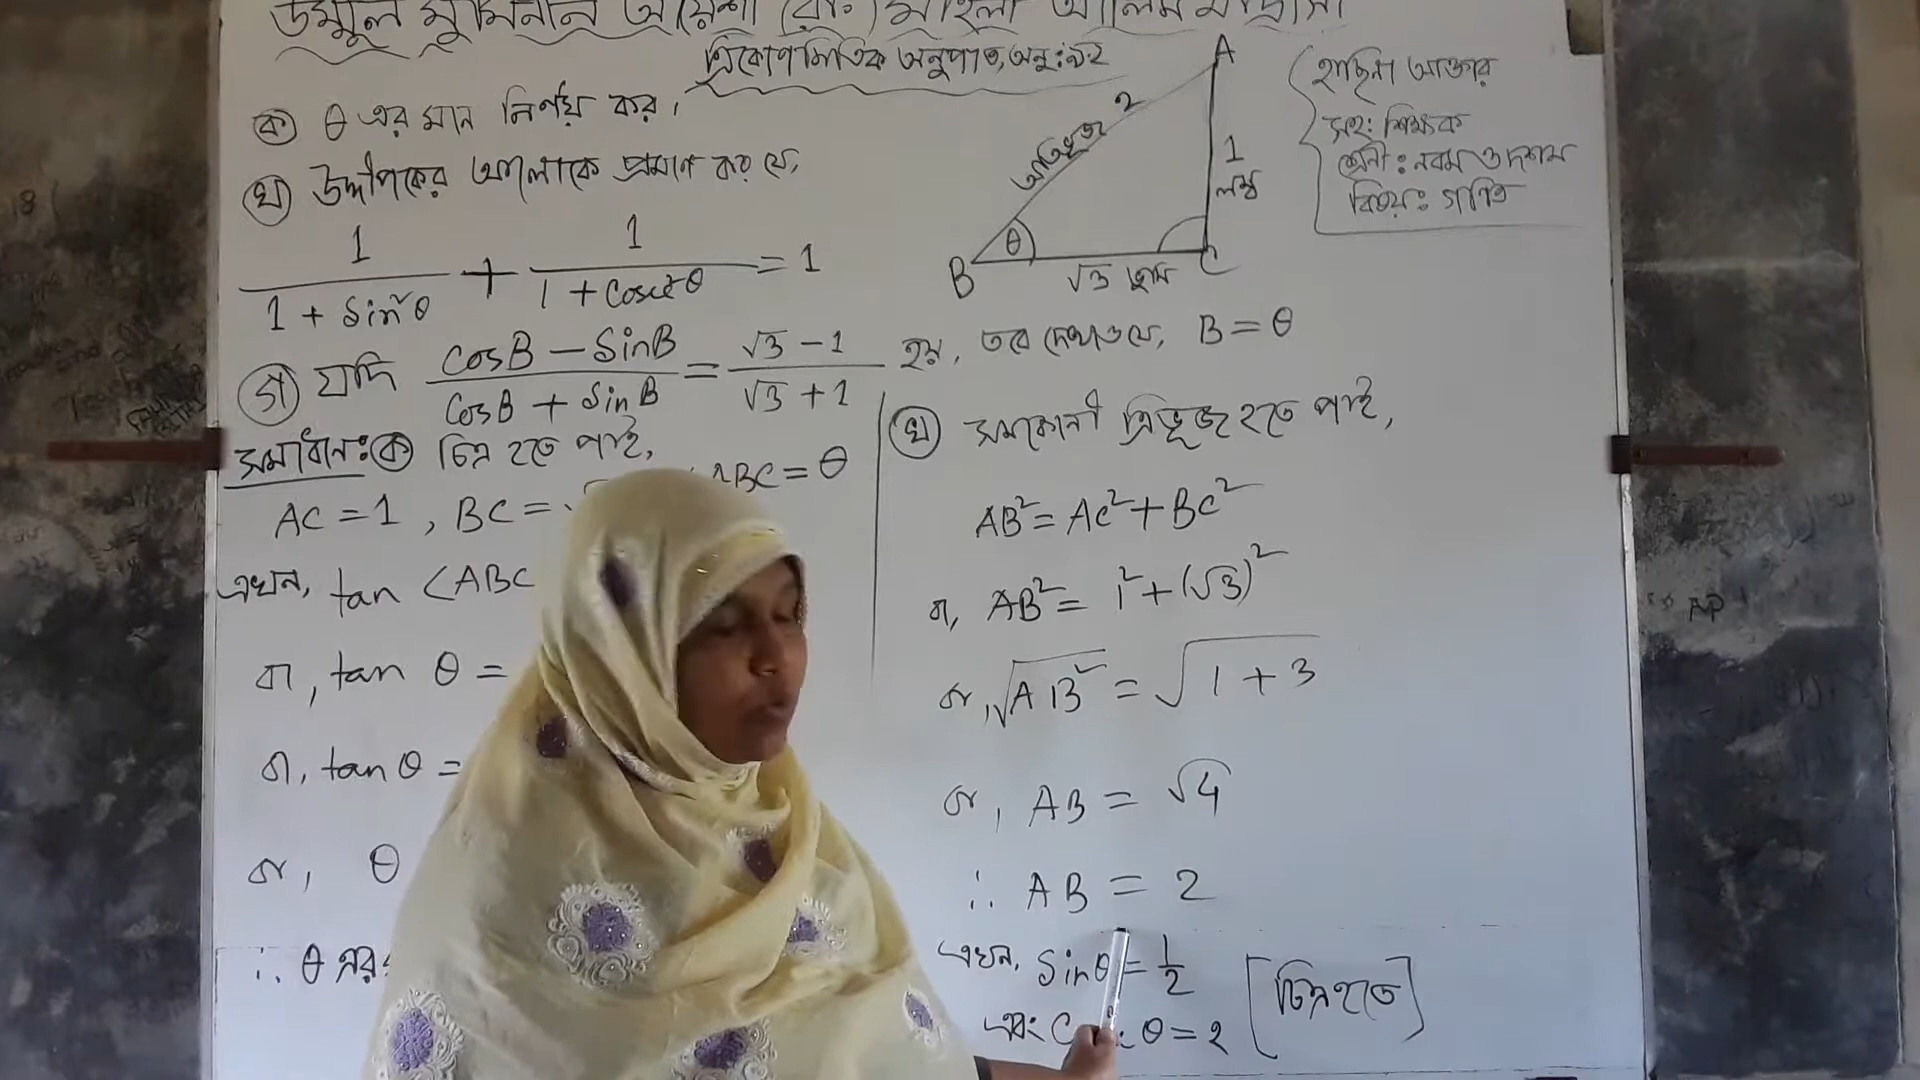 উম্মুল মুমিনীন আয়েশা (রাঃ) মহিলা আলিম মাদ্রাসা
ত্রিকোণমিতিক অনুপাত, অনু: ৯.২
হাছিনা আক্তার
সহ: শিক্ষক
শ্রেনী: নবম ও দশম
বিষয়: গণিত
ক θ এর মান নির্ণয় কর।
খ উদ্দীপকের আলোকে প্রমাণ কর যে,
1/(1 + Sin²θ) + 1/(1 + Cosec²θ) = 1
A
2
অতিভূজ
1
লম্ব
θ
B
√3 ভূমি
C
গ যদি (CosB − SinB)/(CosB + SinB) = (√3 − 1)/(√3 + 1) হয়, তবে দেখাও যে, B = θ
সমাধান: ক চিত্র হতে পাই,
AC = 1, BC =
ABC = θ
এখন, tan <ABC
বা, tan θ =
বা, tan θ =
বা, θ
∴ θ এর
খ সমকোনী ত্রিভূজ হতে পাই,
AB² = AC² + BC²
বা, AB² = 1² + (√3)²
বা, √AB² = √1 + 3
বা, AB = √4
∴ AB = 2
এখন, Sinθ = 1/2
এবং C θ = 2
[চিত্র হতে]